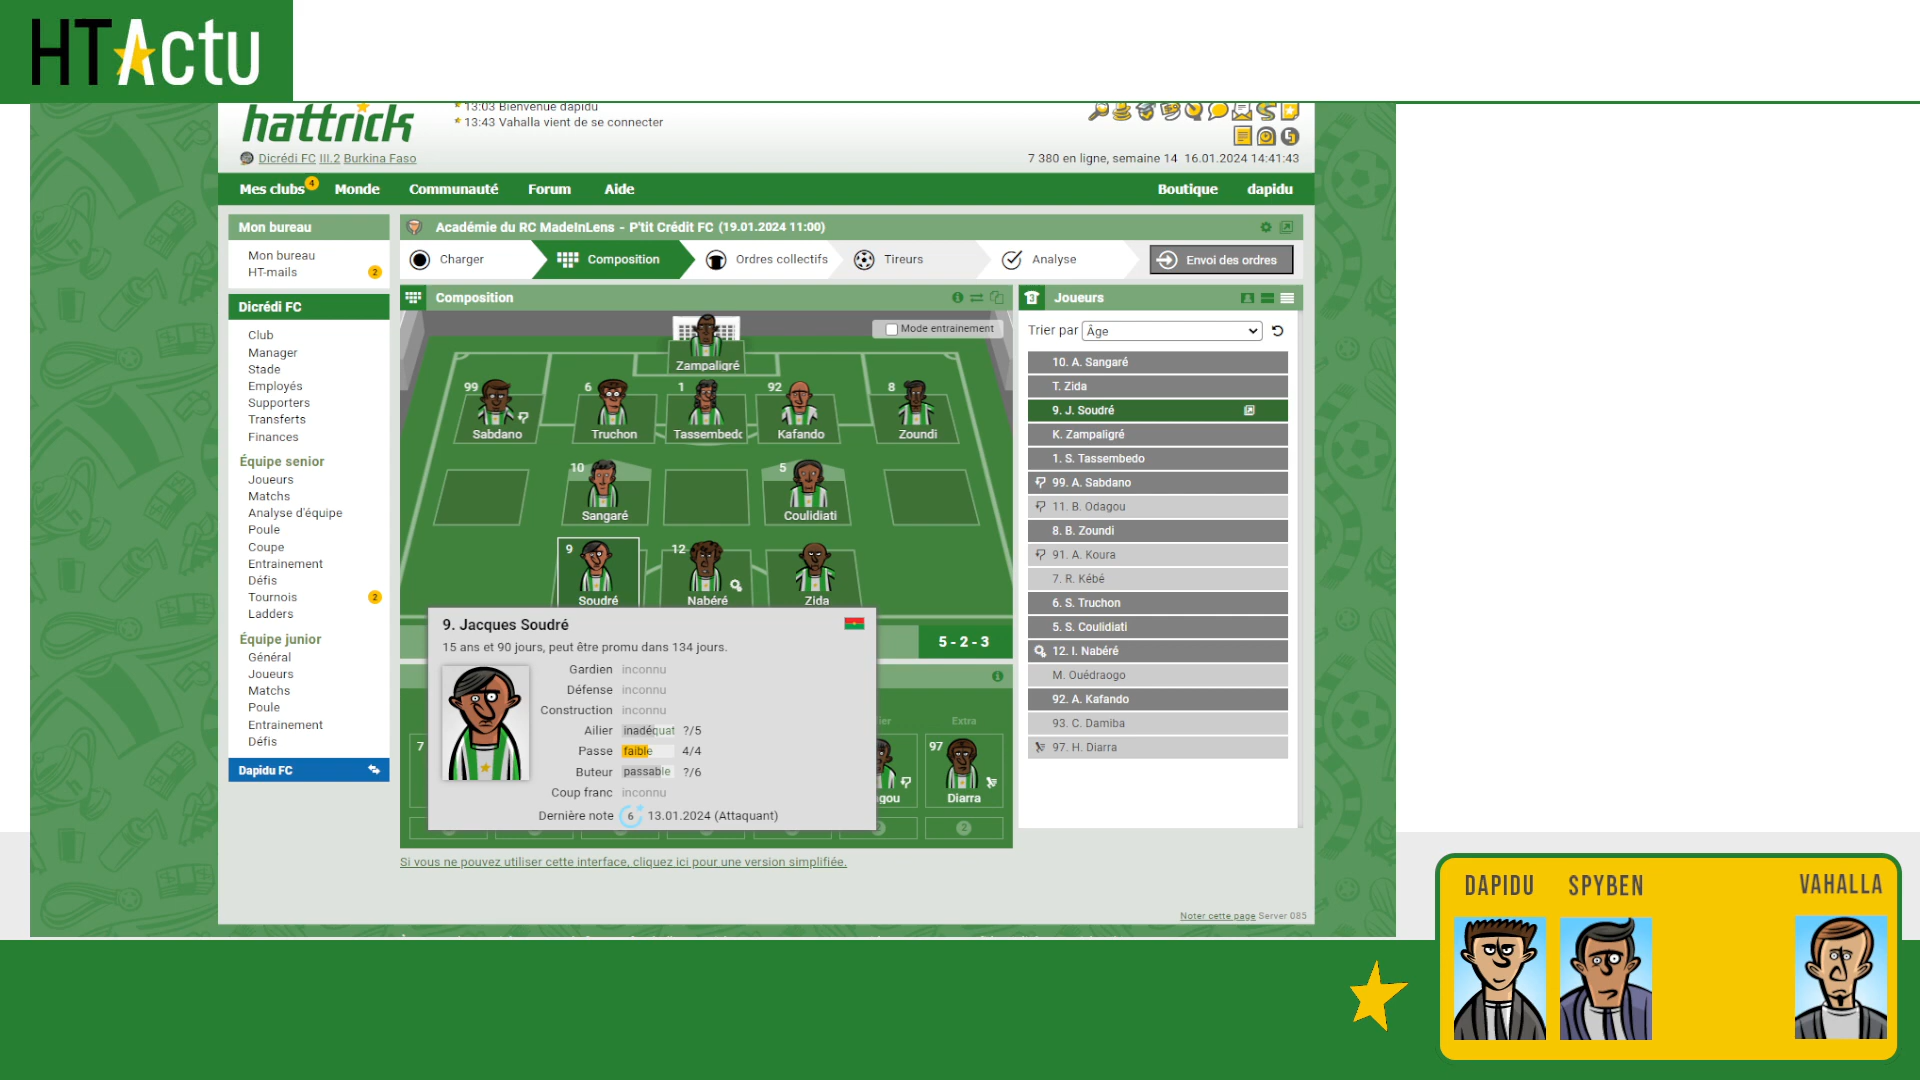 HTActu
hattrick
13:03 Bienvenue dapidu
13:43 Vahalla vient de se connecter
Dicrédi FC III.2 Burkina Faso
7 380 en ligne, semaine 14 16.01.2024 14:41:43
Mes clubs 4 Monde Communauté Forum Aide Boutique dapidu
Mon bureau
Mon bureau
HT-mails 2
Dicrédi FC
Club
Manager
Stade
Employés
Supporters
Transferts
Finances
Équipe senior
Joueurs
Matchs
Analyse d'équipe
Poule
Coupe
Entrainement
Défis
Tournois 2
Ladders
Équipe junior
Général
Joueurs
Matchs
Poule
Entrainement
Défis
Dapidu FC
Académie du RC MadeInLens - P'tit Crédit FC (19.01.2024 11:00)
Charger Composition Ordres collectifs Tireurs Analyse Envoi des ordres
Composition
Mode entrainement
Zampaligré
99 6 1 92 8
Sabdano Truchon Tassembedo Kafando Zoundi
10 5
Sangaré Coulidiati
9 12
Soudré Nabéré Zida
5 - 2 - 3
9. Jacques Soudré
15 ans et 90 jours, peut être promu dans 134 jours.
Gardien inconnu
Défense inconnu
Construction inconnu
Ailier inadéquat ?/5
Passe faible 4/4
Buteur passable ?/6
Coup franc inconnu
Dernière note 6 13.01.2024 (Attaquant)
Extra
7 97
gou Diarra
2
Si vous ne pouvez utiliser cette interface, cliquez ici pour une version simplifiée.
3 Joueurs
Trier par Âge
10. A. Sangaré
T. Zida
9. J. Soudré
K. Zampaligré
1. S. Tassembedo
99. A. Sabdano
11. B. Odagou
8. B. Zoundi
91. A. Koura
7. R. Kébé
6. S. Truchon
5. S. Coulidiati
12. I. Nabéré
M. Ouédraogo
92. A. Kafando
93. C. Damiba
97. H. Diarra
Noter cette page Server 085
DAPIDU SPYBEN VAHALLA